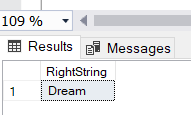 109 %
Results Messages
RightString
1 Dream